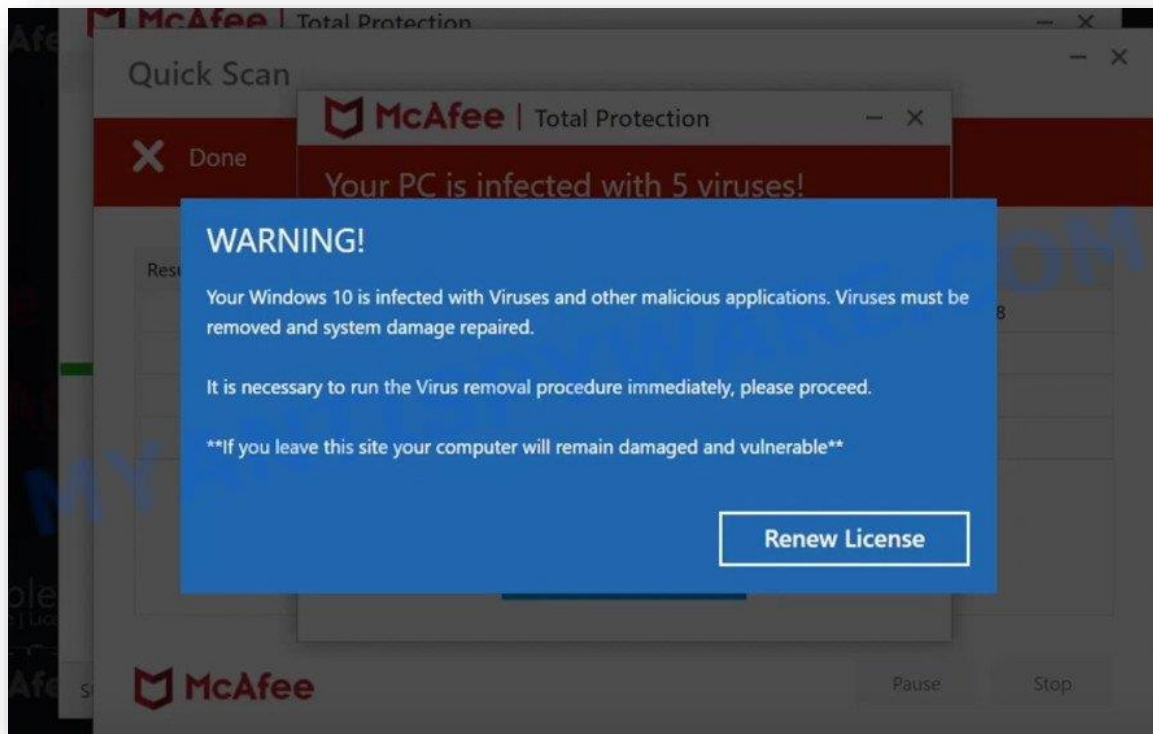 McAfee | Total Protection
Quick Scan
McAfee | Total Protection
Done
Your PC is infected with 5 viruses!
WARNING!
Your Windows 10 is infected with Viruses and other malicious applications. Viruses must be
removed and system damage repaired.
It is necessary to run the Virus removal procedure immediately, please proceed.
**If you leave this site your computer will remain damaged and vulnerable**
Renew License
McAfee
Pause
Stop
MYANTISPYWARE.COM